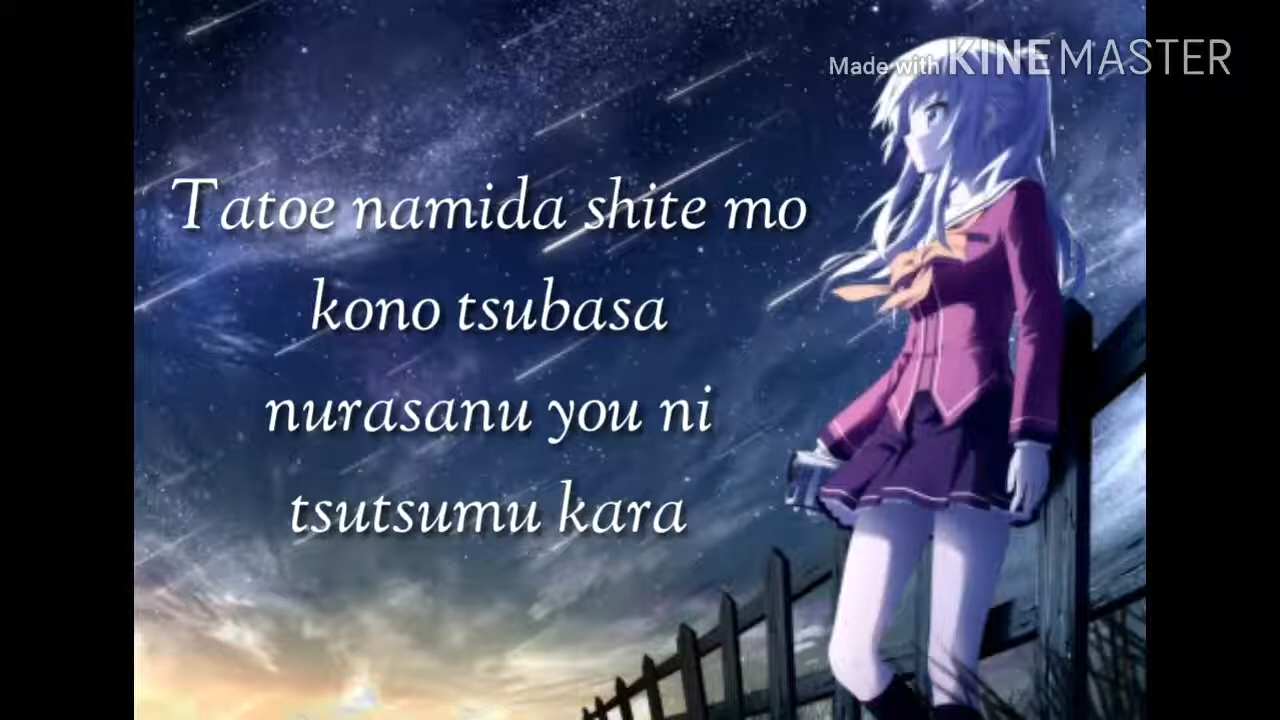 Made with KINEMASTER
Tatoe namida shite mo
kono tsubasa
nurasanu you ni
tsutsumu kara